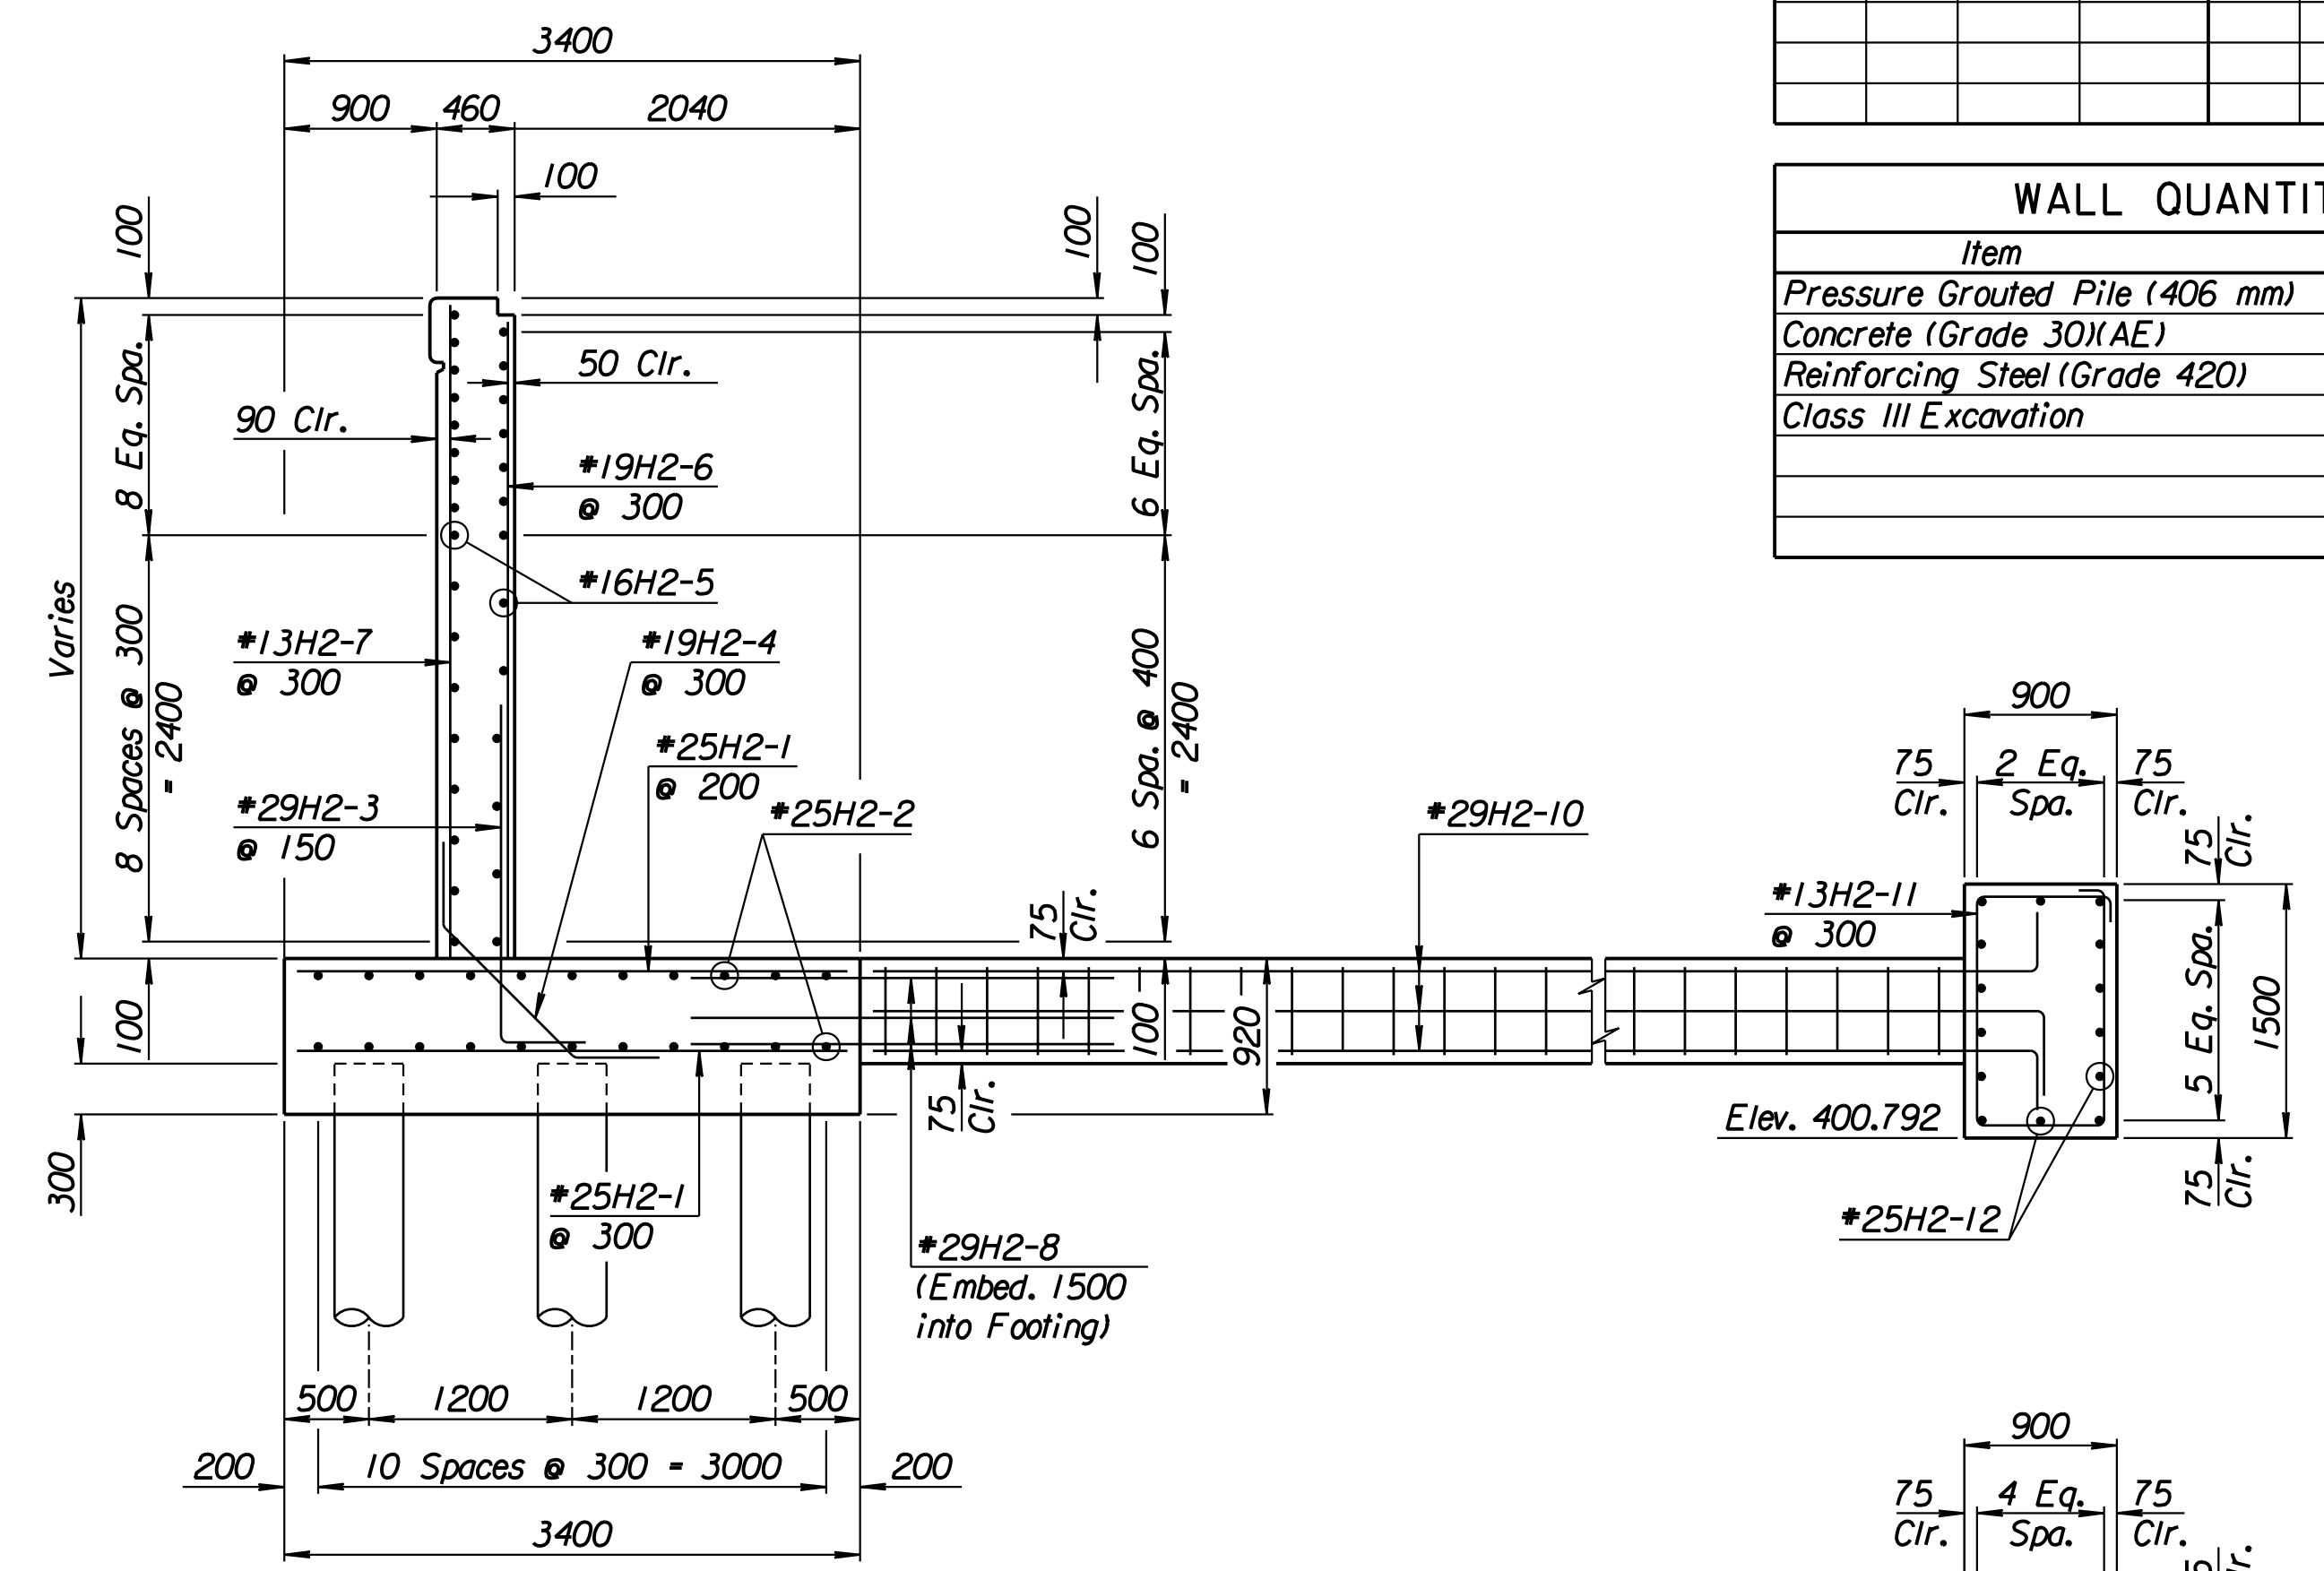 3400
900
460
2040
100
100
100
100
WALL QUANTIT
Item
Pressure Grouted Pile (406 mm)
Concrete (Grade 30)(AE)
Reinforcing Steel (Grade 420)
Class III Excavation
50 Clr.
90 Clr.
8 Eq. Spa.
6 Eq. Spa.
#19H2-6
@ 300
#16H2-5
Varies
8 Spaces @ 300
= 2400
#13H2-7
@ 300
#19H2-4
@ 300
6 Spa. @ 400
= 2400
#25H2-1
@ 200
#29H2-3
@ 150
#25H2-2
#29H2-10
900
75
Clr.
2 Eq.
Spa.
75
Clr.
75
Clr.
#13H2-11
@ 300
75
Clr.
100
100
920
5 Eq. Spa.
1500
75
Clr.
Elev. 400.792
75
Clr.
300
#25H2-1
@ 300
#25H2-12
#29H2-8
(Embed. 1500
into Footing)
500
1200
1200
500
200
10 Spaces @ 300 = 3000
200
3400
900
75
Clr.
4 Eq.
Spa.
75
Clr.